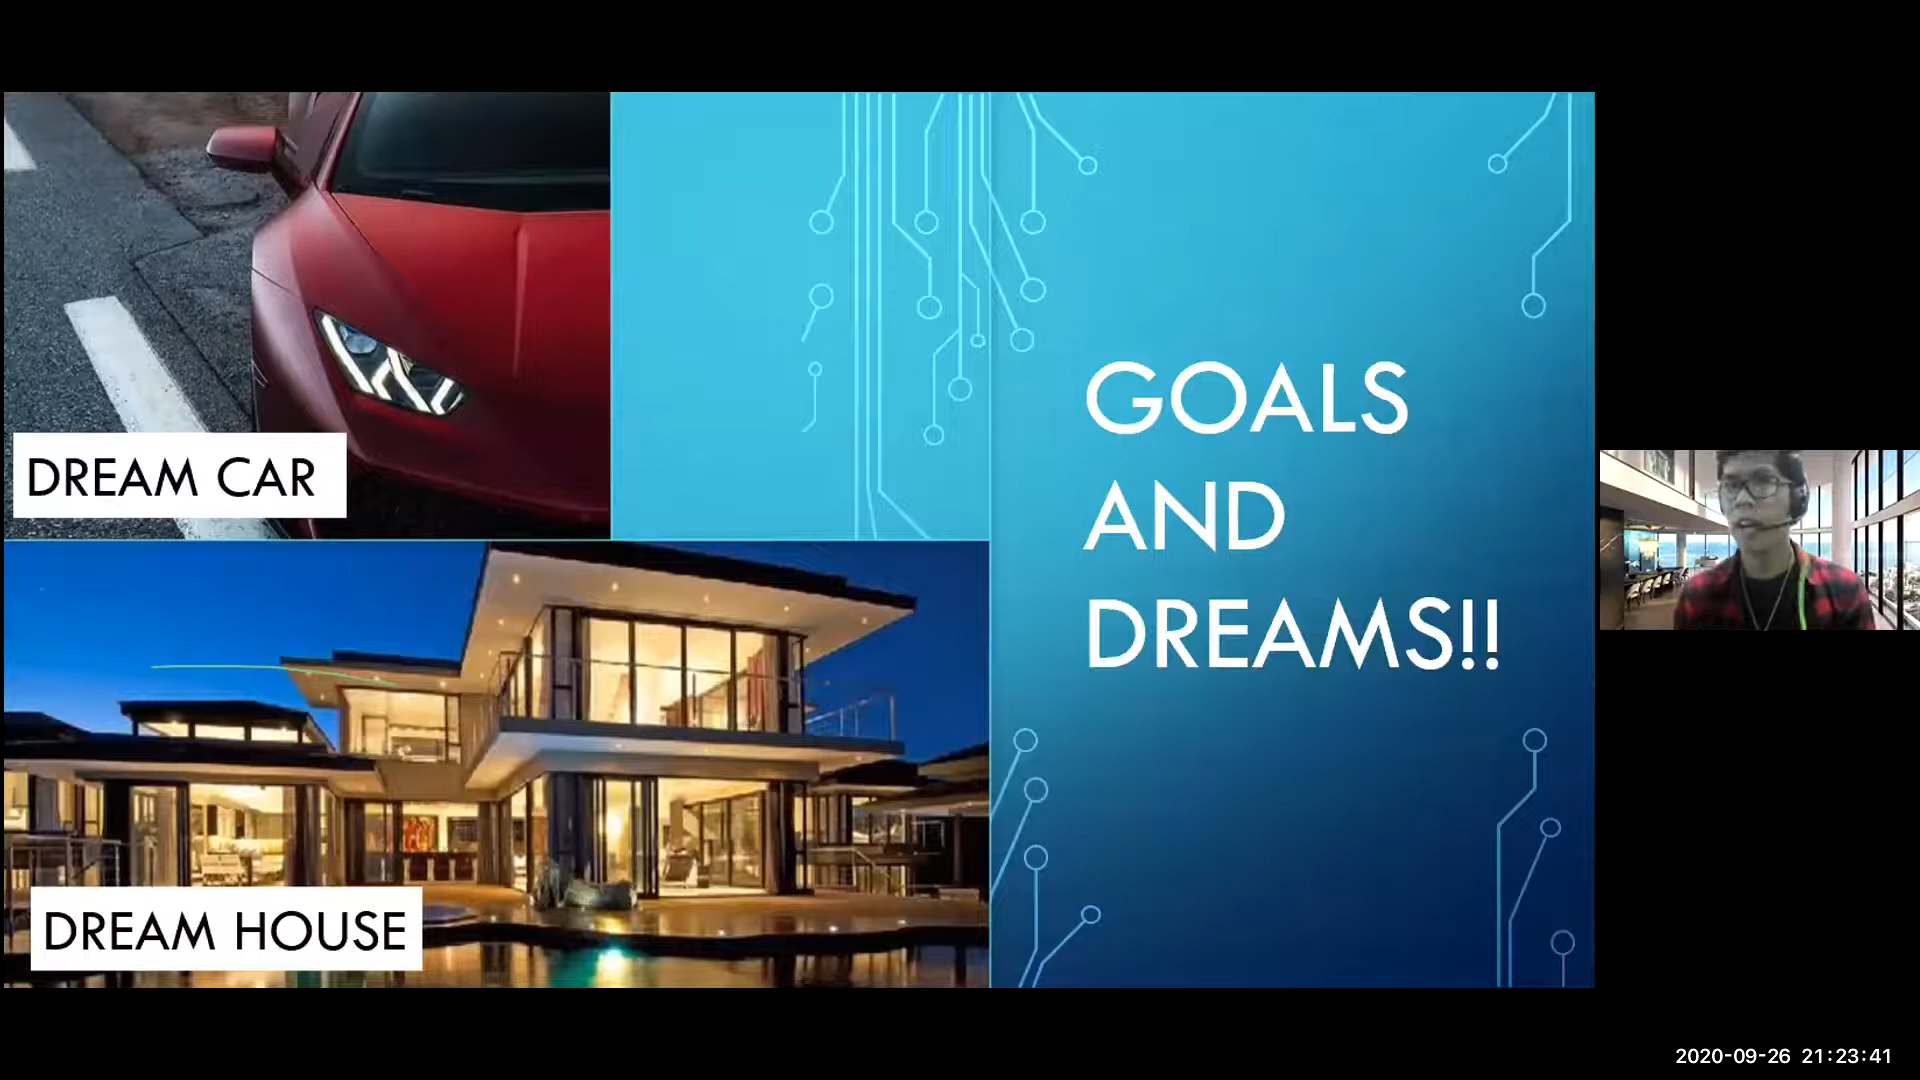 DREAM CAR
GOALS
AND
DREAMS!!
DREAM HOUSE
2020-09-26 21:23:41